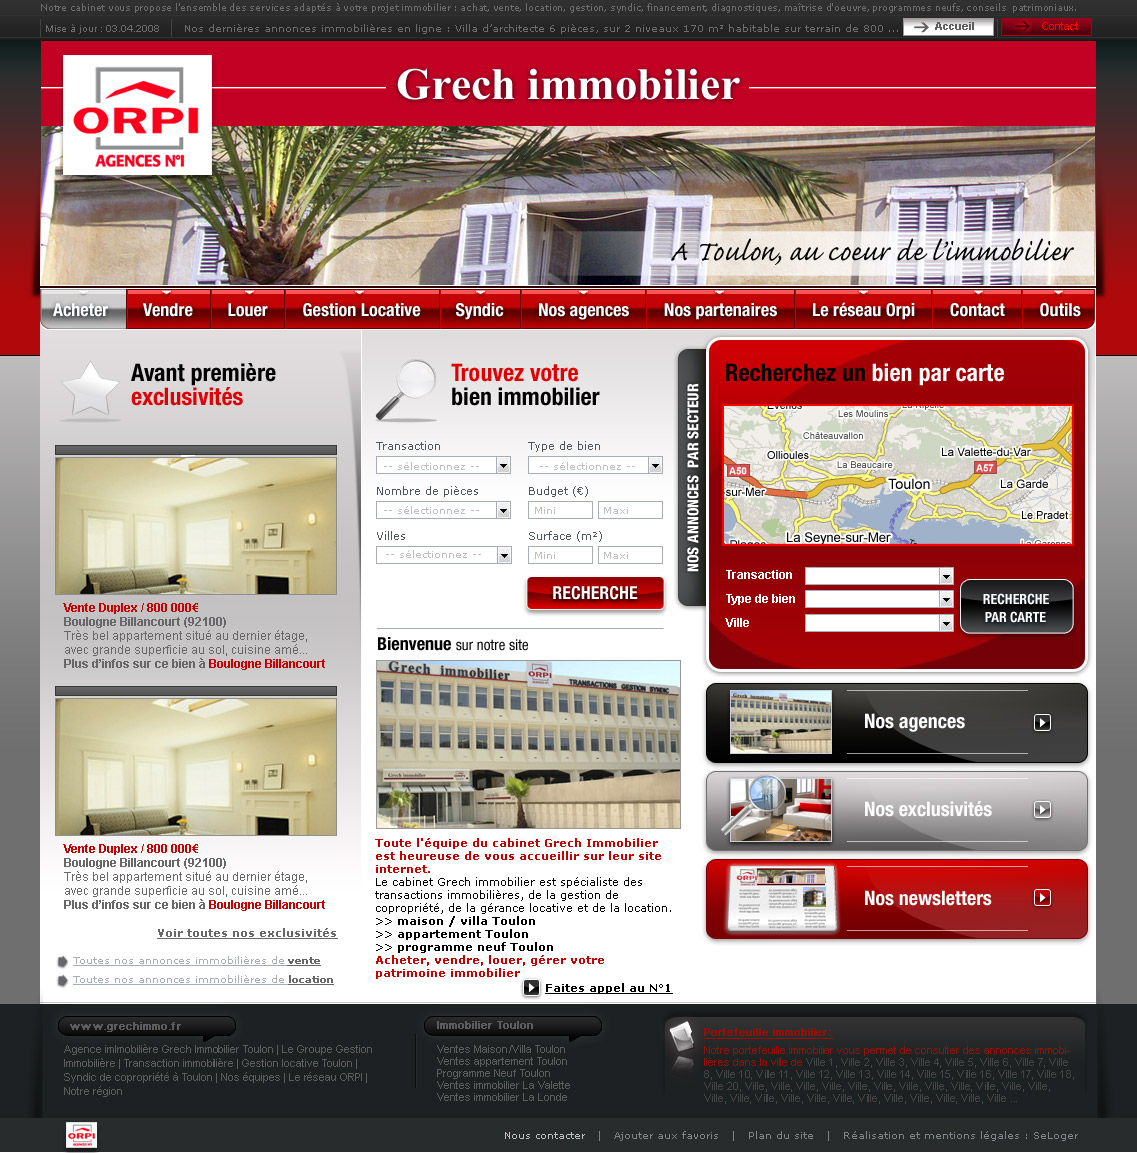 Notre cabinet vous propose l'ensemble des services adaptés à votre projet immobilier : achat, vente, location, gestion, syndic, financement, diagnostiques, maîtrise d'oeuvre, programmes neufs, conseils patrimoniaux.
Mise à jour : 03.04.2008
Nos dernières annonces immobilières en ligne : Villa d'architecte 6 pièces, sur 2 niveaux 170 m² habitable sur terrain de 800 ...
Accueil
Contact
Grech immobilier
ORPI
AGENCES N°1
A Toulon, au coeur de l'immobilier
Acheter Vendre Louer Gestion Locative Syndic Nos agences Nos partenaires Le réseau Orpi Contact Outils
Avant première
exclusivités
Vente Duplex / 800 000€
Boulogne Billancourt (92100)
Très bel appartement situé au dernier étage,
avec grande superficie au sol, cuisine amé...
Plus d'infos sur ce bien à Boulogne Billancourt
Vente Duplex / 800 000€
Boulogne Billancourt (92100)
Très bel appartement situé au dernier étage,
avec grande superficie au sol, cuisine amé...
Plus d'infos sur ce bien à Boulogne Billancourt
Voir toutes nos exclusivités
Toutes nos annonces immobilières de vente
Toutes nos annonces immobilières de location
Trouvez votre
bien immobilier
Transaction Type de bien
-- sélectionnez -- -- sélectionnez --
Nombre de pièces Budget (€)
-- sélectionnez -- Mini Maxi
Villes Surface (m²)
-- sélectionnez -- Mini Maxi
RECHERCHE
Bienvenue sur notre site
Grech immobilier ORPI TRANSACTIONS GESTION SYNDIC
Grech immobilier
Toute l'équipe du cabinet Grech Immobilier
est heureuse de vous accueillir sur leur site
internet.
Le cabinet Grech immobilier est spécialiste des
transactions immobilières, de la gestion de
copropriété, de la gérance locative et de la location.
>> maison / villa Toulon
>> appartement Toulon
>> programme neuf Toulon
Acheter, vendre, louer, gérer votre
patrimoine immobilier
Faites appel au N°1
NOS ANNONCES PAR SECTEUR
Recherchez un bien par carte
Evenos
Les Moulins
La Ripelle
Châteauvallon
Ollioules
La Beaucaire
La Valette-du-Var
A50
A57
Toulon
La Garde
sur-Mer
Le Pradet
La Seyne-sur-Mer
La Garonne
Transaction
Type de bien
Ville
RECHERCHE
PAR CARTE
Nos agences
Nos exclusivités
Nos newsletters
www.grechimmo.fr
Agence imlmobilière Grech Immobilier Toulon | Le Groupe Gestion
Immobilière | Transaction immobilière | Gestion locative Toulon |
Syndic de copropriété à Toulon | Nos équipes | Le réseau ORPI |
Notre région
Immobilier Toulon
Ventes Maison/Villa Toulon
Ventes appartement Toulon
Programme Neuf Toulon
Ventes immobilier La Valette
Ventes immobilier La Londe
Portefeuille immobilier:
Notre portefeuille immobilier vous permet de consulter des annonces immobi-
lières dans la ville de Ville 1, Ville 2, Ville 3, Ville 4, Ville 5, Ville 6, Ville 7, Ville
8, Ville 10, Ville 11, Ville 12, Ville 13, Ville 14, Ville 15, Ville 16, Ville 17, Ville 18,
Ville 20, Ville, Ville, Ville, Ville, Ville, Ville, Ville, Ville, Ville, Ville, Ville, Ville,
Ville, Ville, Ville, Ville, Ville, Ville, Ville, Ville, Ville, Ville, Ville, Ville ...
ORPI
Nous contacter | Ajouter aux favoris | Plan du site | Réalisation et mentions légales : SeLoger